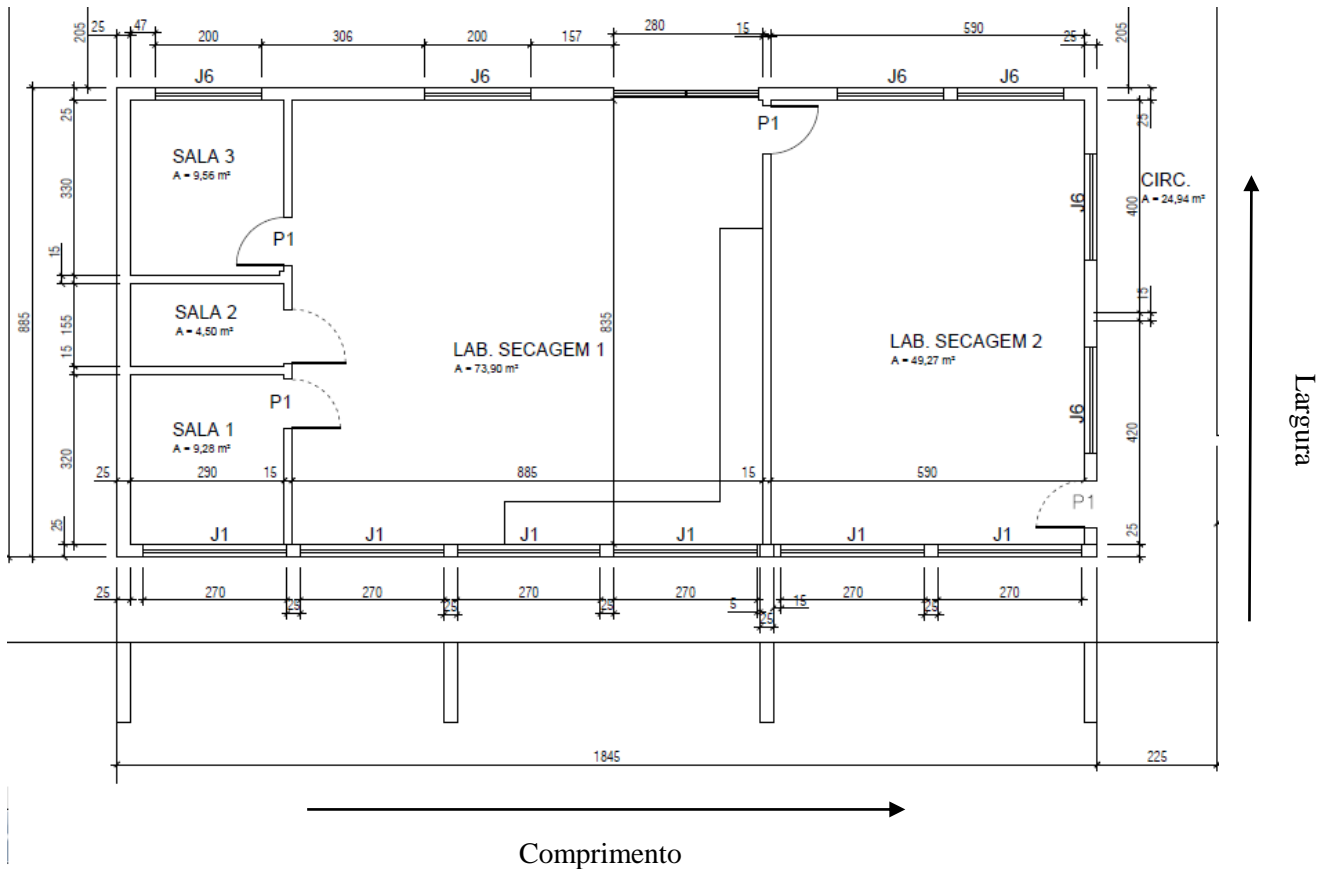 205
25
47
200
306
200
157
280
15
590
25
205
J6
J6
J6
J6
25
P1
25
SALA 3
A = 9,56 m²
CIRC.
A = 24,94 m²
330
J6
400
P1
15
15
SALA 2
A = 4,50 m²
885
155
835
LAB. SECAGEM 1
A = 73,90 m²
LAB. SECAGEM 2
A = 49,27 m²
15
P1
J6
Largura
SALA 1
A = 9,28 m²
320
420
25
290
15
885
15
590
P1
25
J1
J1
J1
J1
J1
J1
25
25
270
25
270
25
270
25
270
5
25
15
270
25
270
1845
225
Comprimento